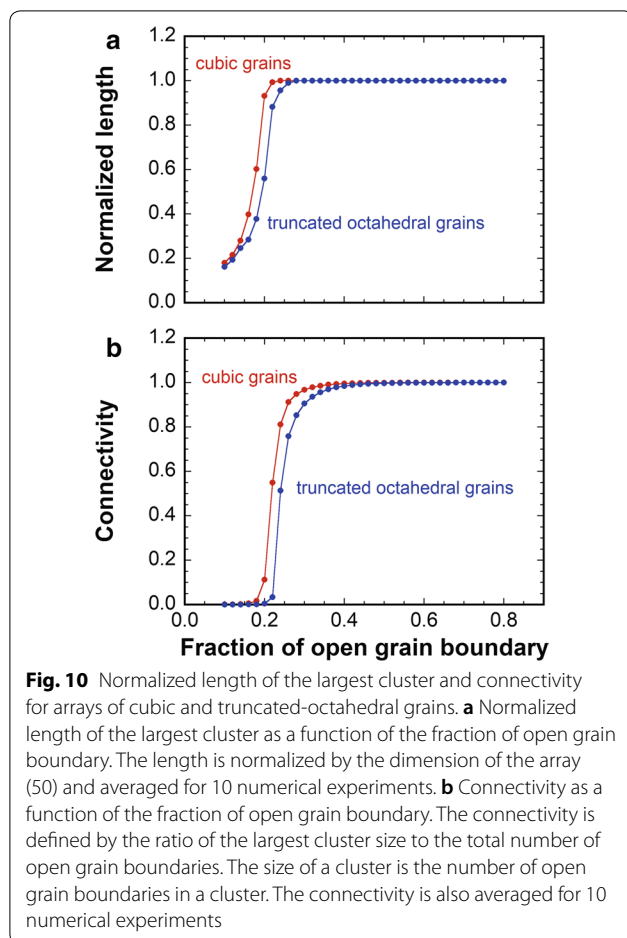 a
1.2
cubic grains
1.0
0.8
0.6
0.4
truncated octahedral grains
0.2
0.0
Normalized length
b
1.2
cubic grains
1.0
0.8
0.6
truncated octahedral grains
0.4
0.2
0.0
Connectivity
0.0 0.2 0.4 0.6 0.8
Fraction of open grain boundary
Fig. 10 Normalized length of the largest cluster and connectivity
for arrays of cubic and truncated-octahedral grains. a Normalized
length of the largest cluster as a function of the fraction of open grain
boundary. The length is normalized by the dimension of the array
(50) and averaged for 10 numerical experiments. b Connectivity as a
function of the fraction of open grain boundary. The connectivity is
defined by the ratio of the largest cluster size to the total number of
open grain boundaries. The size of a cluster is the number of open
grain boundaries in a cluster. The connectivity is also averaged for 10
numerical experiments